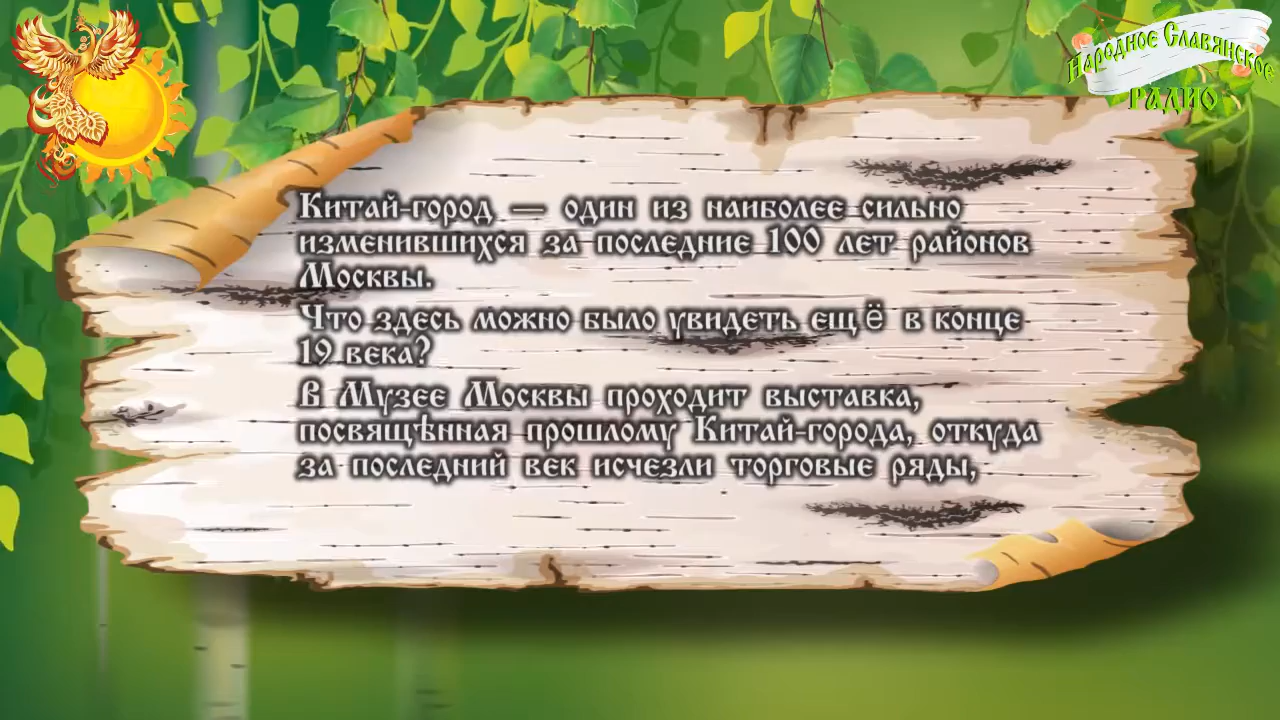 Народное Славянское
РАДИО
Китай-город — один из наиболее сильно
изменившихся за последние 100 лет районов
Москвы.
Что здесь можно было увидеть ещё в конце
19 века?
В Музее Москвы проходит выставка,
посвящѣнная прошлому Китай-города, откуда
за последний век исчезли торговые ряды,